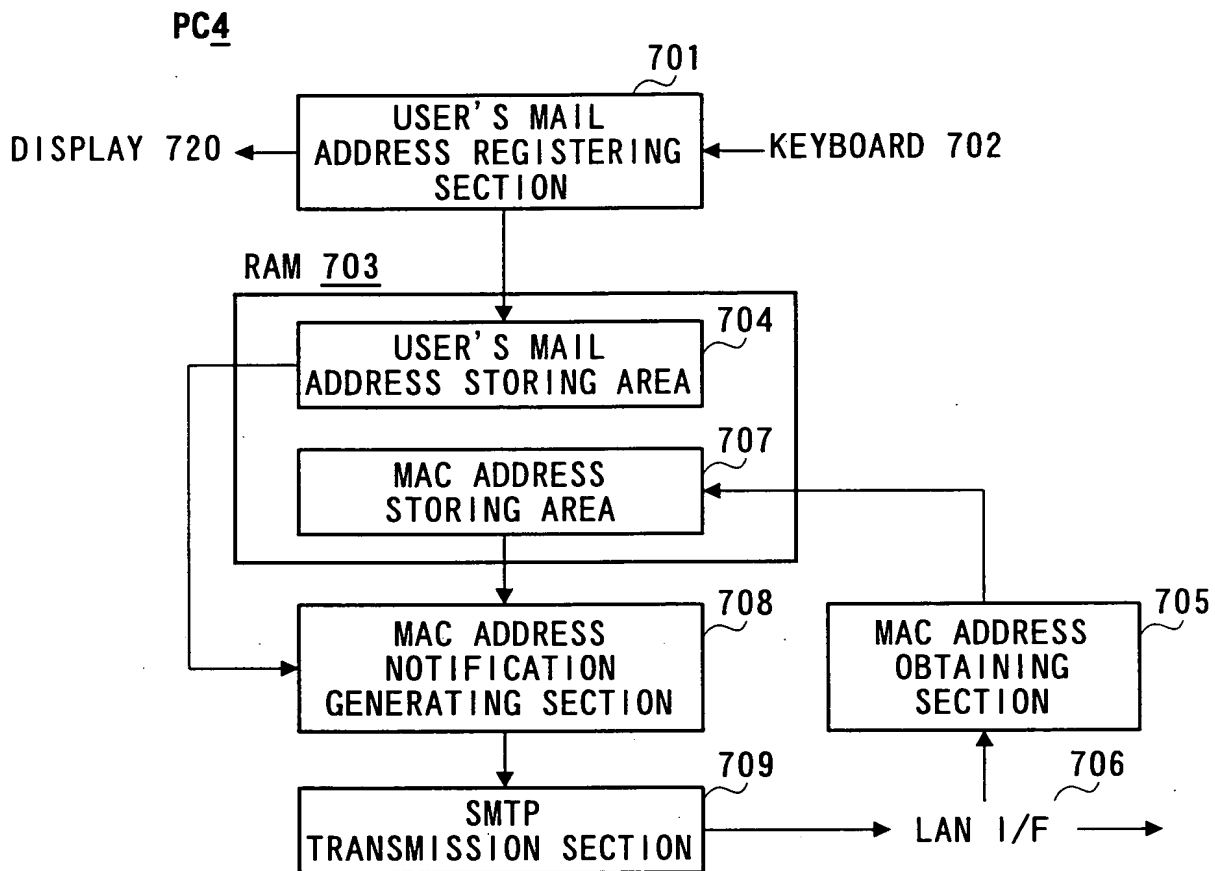 PC4
701
USER'S MAIL
ADDRESS REGISTERING
SECTION
DISPLAY 720
KEYBOARD 702
RAM 703
704
USER'S MAIL
ADDRESS STORING AREA
707
MAC ADDRESS
STORING AREA
708
MAC ADDRESS
NOTIFICATION
GENERATING SECTION
705
MAC ADDRESS
OBTAINING
SECTION
709
SMTP
TRANSMISSION SECTION
706
LAN I/F